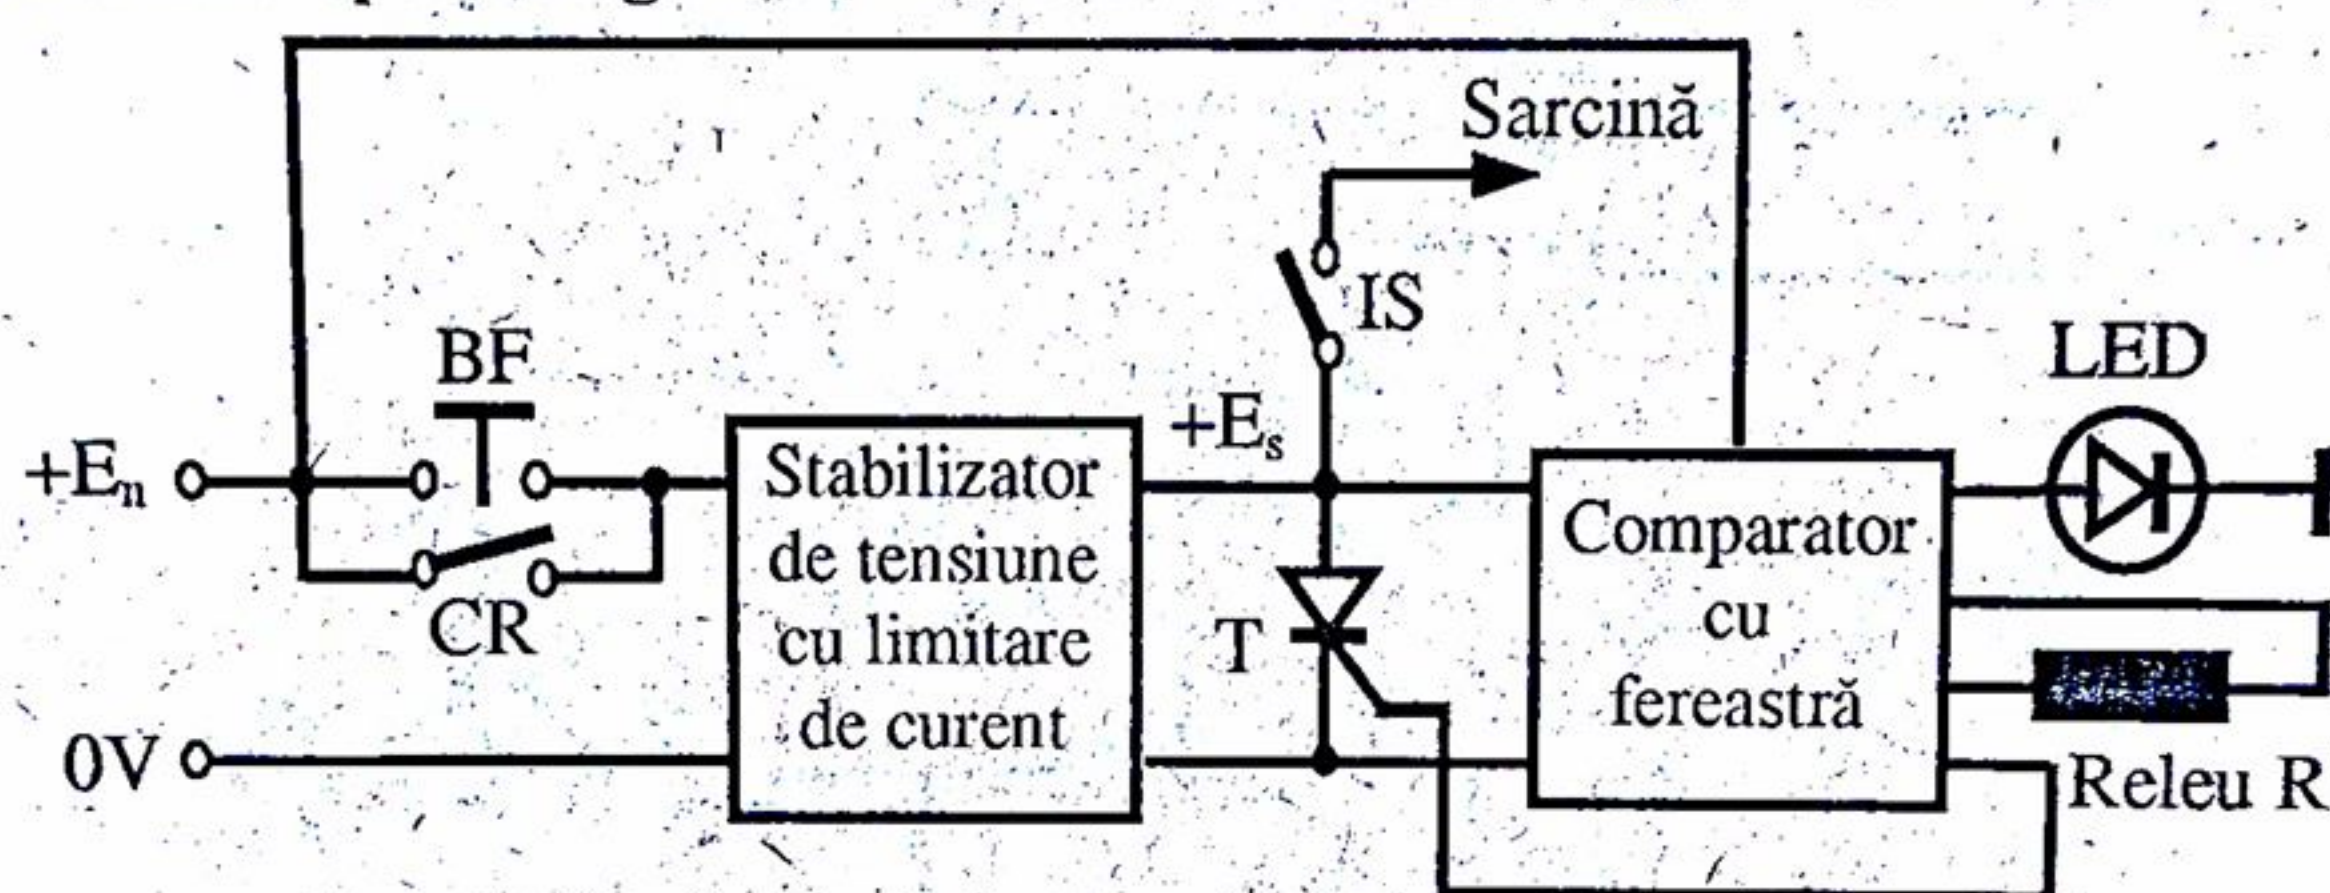 Sarcină
IS
BF
LED
+Eₛ
+Eₙ
Stabilizator
de tensiune
cu limitare
de curent
Comparator
cu
fereastră
T
CR
0V
Releu R